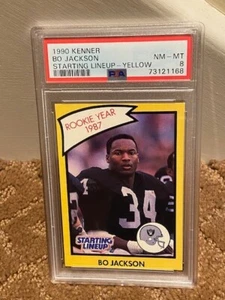 1990 KENNER
BO JACKSON NM - MT
STARTING LINEUP-YELLOW 8
PSA 73121168
ROOKIE YEAR
1987
34
STARTING
LINEUP
BO JACKSON